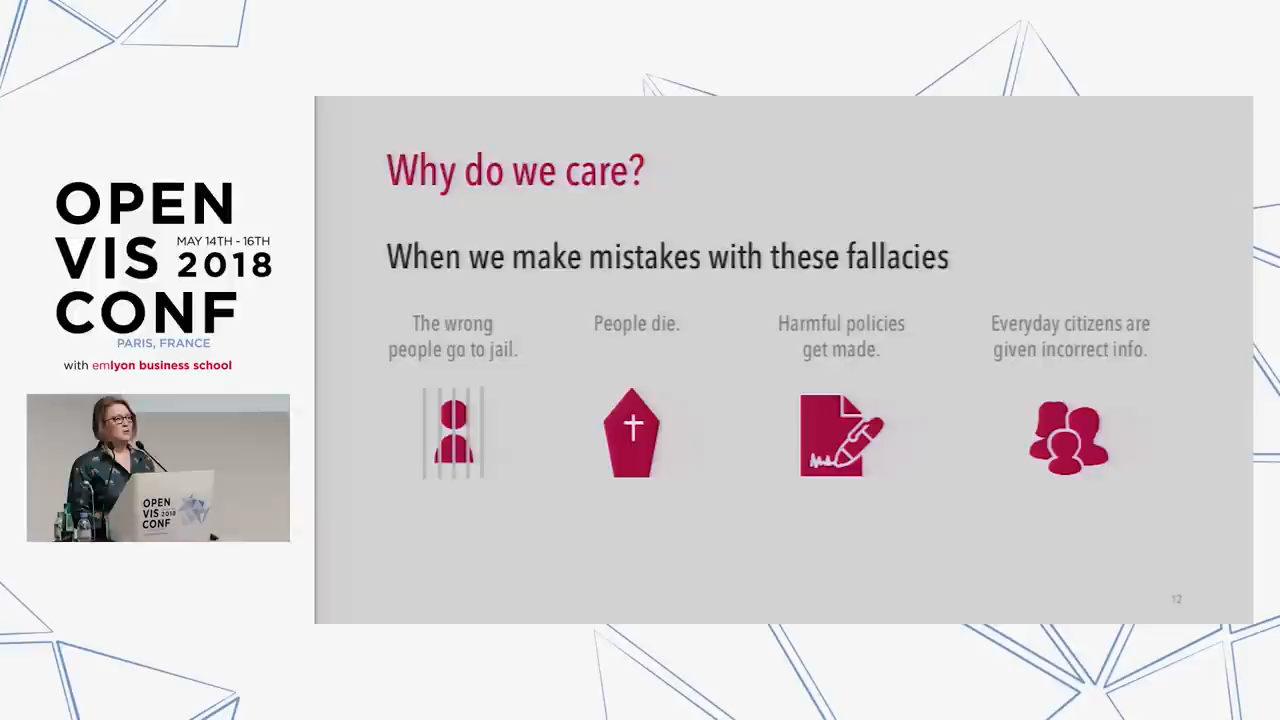 OPEN
VIS MAY 14TH - 16TH 2018
CONF
PARIS, FRANCE
with emlyon business school
OPEN
VIS 2018
CONF
Why do we care?
When we make mistakes with these fallacies
The wrong
people go to jail.
People die.
Harmful policies
get made.
Everyday citizens are
given incorrect info.
12